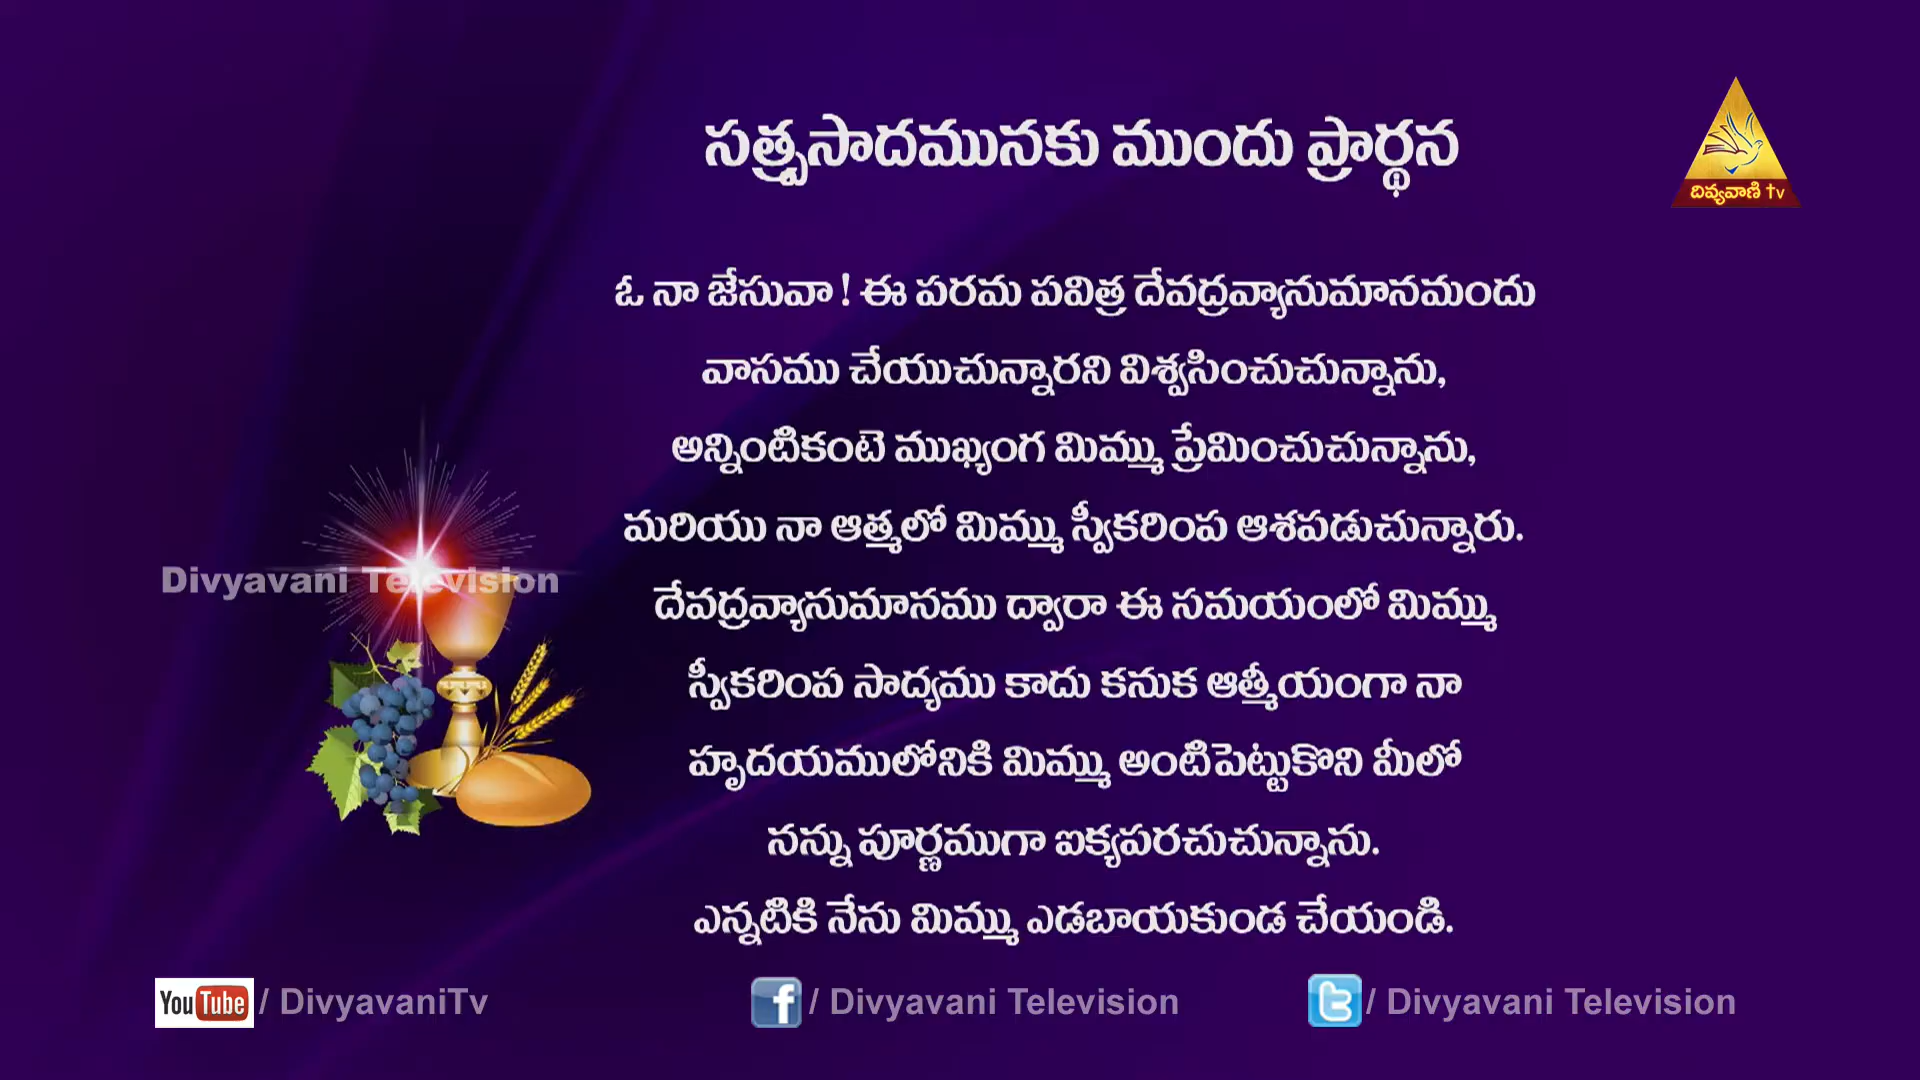 సత్ప్రసాదమునకు ముందు ప్రార్థన
దివ్యవాణి tv
ఓ నా జేసువా ! ఈ పరమ పవిత్ర దేవద్రవ్యానుమానమందు
వాసము చేయుచున్నారని విశ్వసించుచున్నాను,
అన్నింటికంటె ముఖ్యంగ మిమ్ము ప్రేమించుచున్నాను,
మరియు నా ఆత్మలో మిమ్ము స్వీకరింప ఆశపడుచున్నారు.
Divyavani Television
దేవద్రవ్యానుమానము ద్వారా ఈ సమయంలో మిమ్ము
స్వీకరింప సాద్యము కాదు కనుక ఆత్మీయంగా నా
హృదయములోనికి మిమ్ము అంటిపెట్టుకొని మీలో
నన్ను పూర్ణముగా ఐక్యపరచుచున్నాను.
ఎన్నటికి నేను మిమ్ము ఎడబాయకుండ చేయండి.
YouTube / DivyavaniTv
f / Divyavani Television
t / Divyavani Television